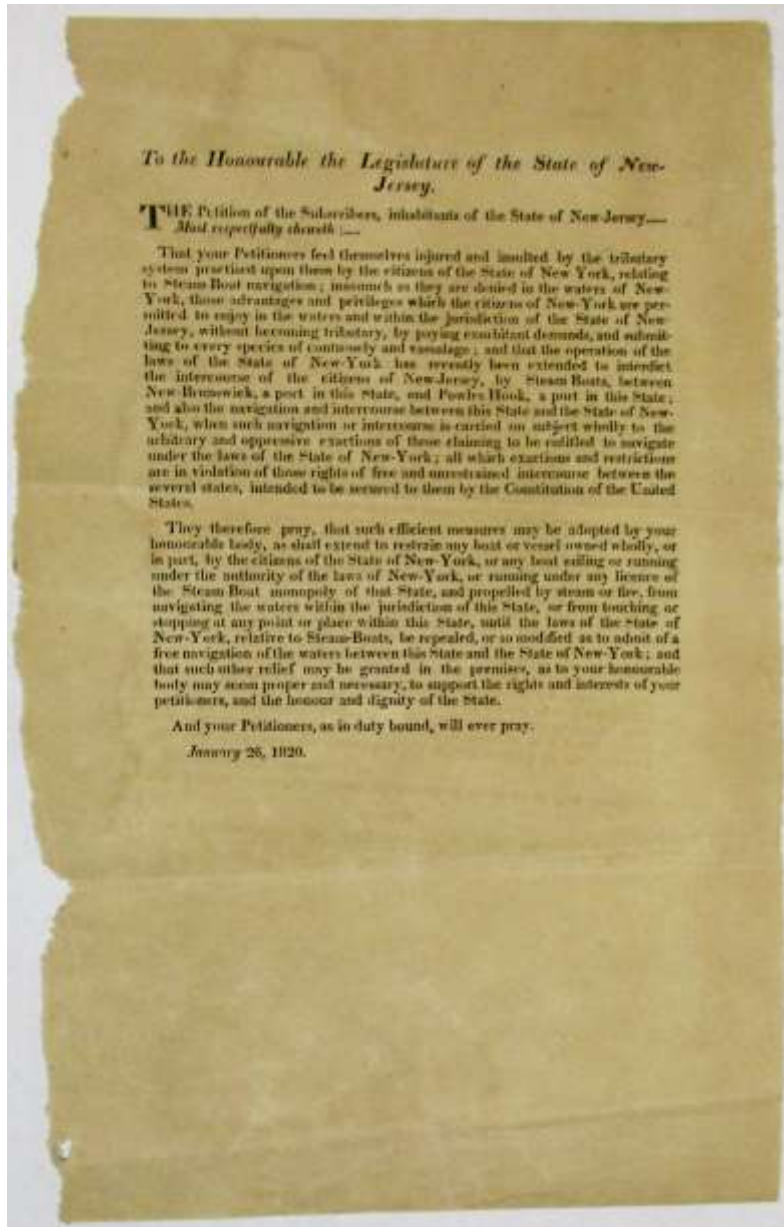 To the Honourable the Legislature of the State of New-
Jersey.
THE Petition of the Subscribers, inhabitants of the State of New-Jersey—
Most respectfully sheweth :—
That your Petitioners feel themselves injured and insulted by the tributary
system practised upon them by the citizens of the State of New York, relating
to Steam-Boat navigation; inasmuch as they are denied in the waters of New-
York, those advantages and privileges which the citizens of New-York are per-
mitted to enjoy in the waters and within the jurisdiction of the State of New-
Jersey, without becoming tributary, by paying exorbitant demands, and submit-
ting to every species of contumely and vassalage; and that the operation of the
laws of the State of New-York has recently been extended to interdict
the intercourse of the citizens of New-Jersey, by Steam-Boats, between
New-Brunswick, a port in this State, and Powles Hook, a port in this State;
and also the navigation and intercourse between this State and the State of New-
York, when such navigation or intercourse is carried on subject wholly to the
arbitrary and oppressive exactions of those claiming to be entitled to navigate
under the laws of the State of New-York; all which exactions and restrictions
are in violation of those rights of free and unrestrained intercourse between the
several states, intended to be secured to them by the Constitution of the United
States.
They therefore pray, that such efficient measures may be adopted by your
honourable body, as shall extend to restrain any boat or vessel owned wholly, or
in part, by the citizens of the State of New-York, or any boat sailing or running
under the authority of the laws of New-York, or running under any licence of
the Steam-Boat monopoly of that State, and propelled by steam or fire, from
navigating the waters within the jurisdiction of this State, or from touching or
stopping at any point or place within this State, until the laws of the State of
New-York, relative to Steam-Boats, be repealed, or so modified as to admit of a
free navigation of the waters between this State and the State of New-York; and
that such other relief may be granted in the premises, as to your honourable
body may seem proper and necessary, to support the rights and interests of your
petitioners, and the honour and dignity of the State.
And your Petitioners, as in duty bound, will ever pray.
January 26, 1820.